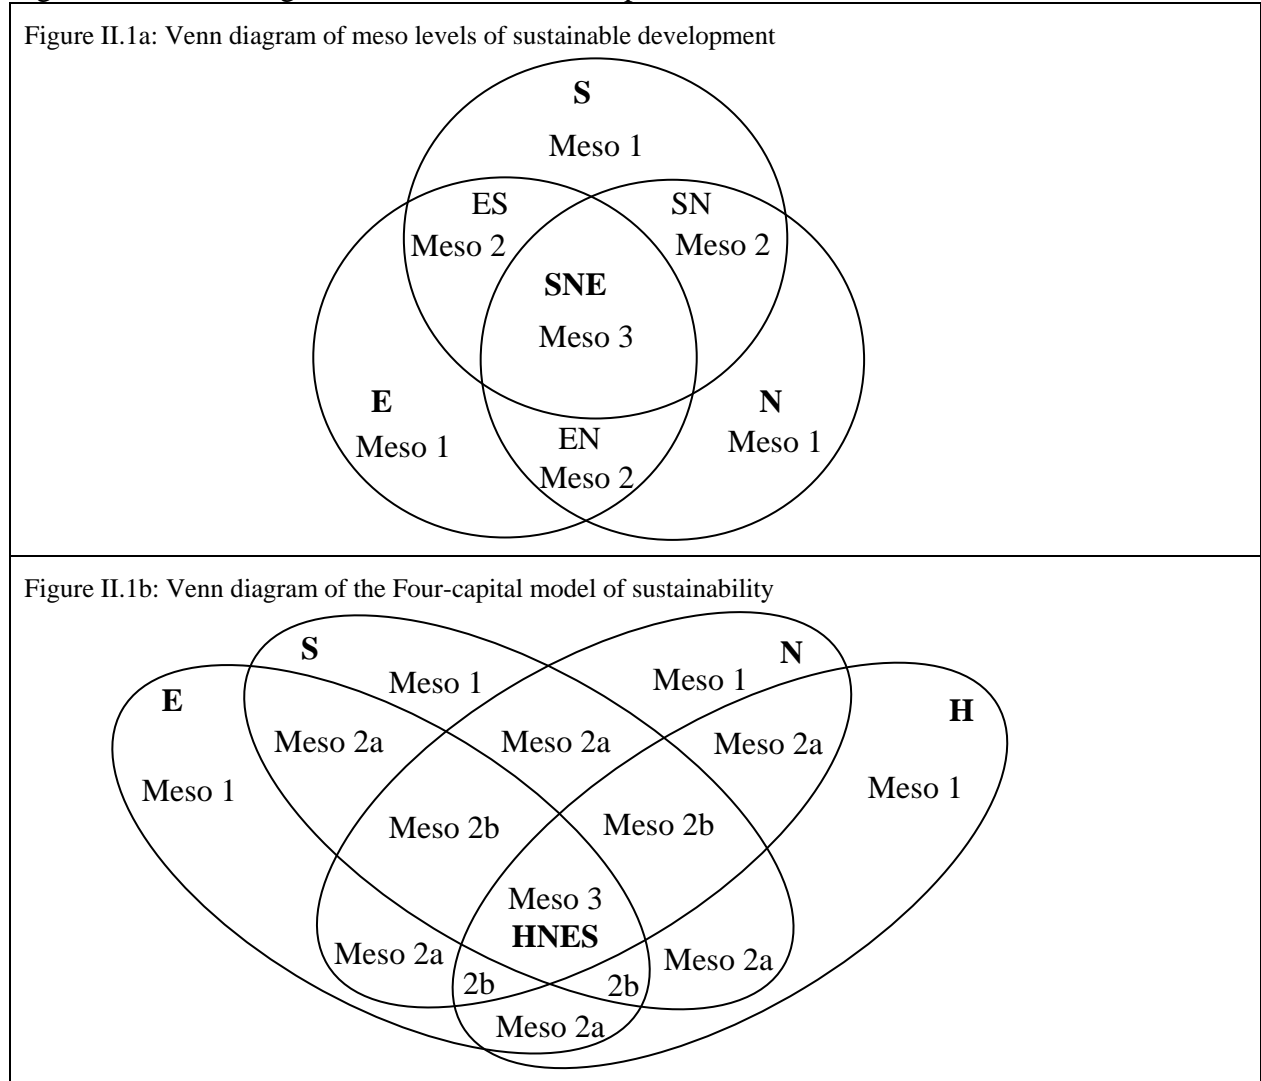 Figure II.1a: Venn diagram of meso levels of sustainable development
S
Meso 1
ES SN
Meso 2 Meso 2
SNE
Meso 3
E N
Meso 1 Meso 1
EN
Meso 2
Figure II.1b: Venn diagram of the Four-capital model of sustainability
S N
Meso 1 Meso 1
E H
Meso 2a Meso 2a Meso 2a
Meso 1 Meso 1
Meso 2b Meso 2b
Meso 3
HNES
Meso 2a Meso 2a
2b 2b
Meso 2a